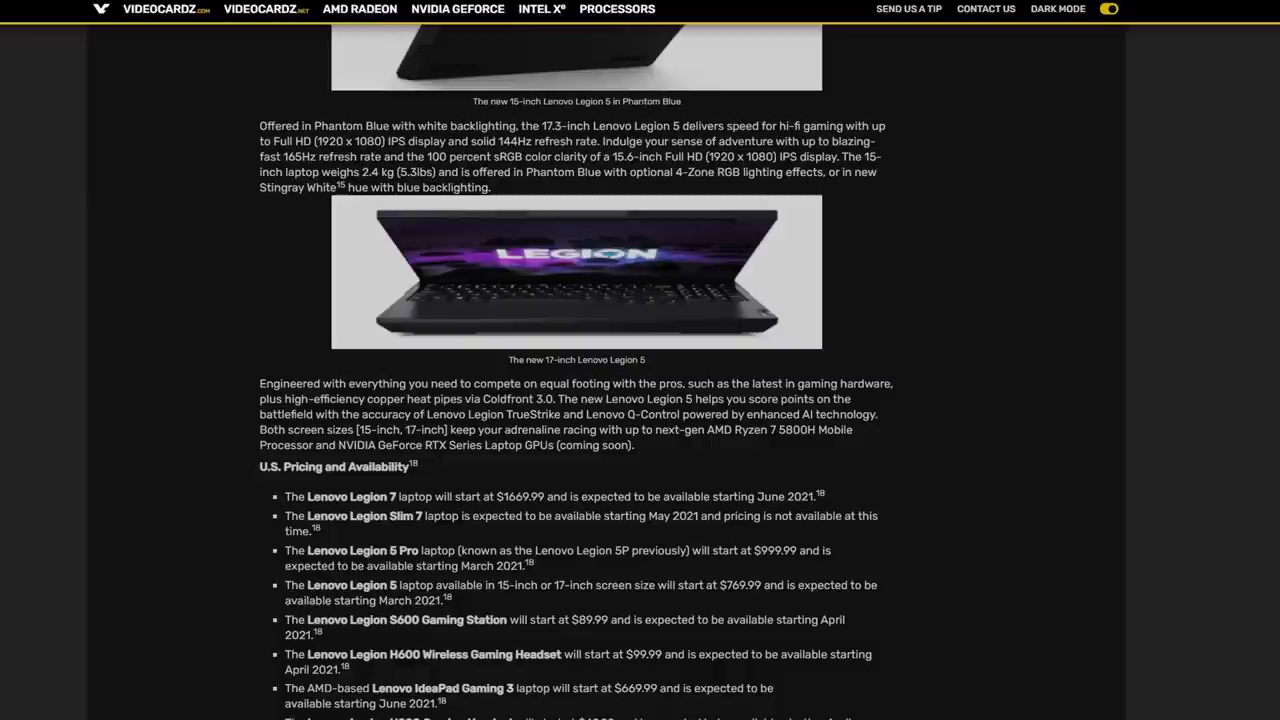 VIDEOCARDZ.COM VIDEOCARDZ.NET AMD RADEON NVIDIA GEFORCE INTEL Xe PROCESSORS SEND US A TIP CONTACT US DARK MODE
The new 15-inch Lenovo Legion 5 in Phantom Blue
Offered in Phantom Blue with white backlighting, the 17.3-inch Lenovo Legion 5 delivers speed for hi-fi gaming with up
to Full HD (1920 x 1080) IPS display and solid 144Hz refresh rate. Indulge your sense of adventure with up to blazing-
fast 165Hz refresh rate and the 100 percent sRGB color clarity of a 15.6-inch Full HD (1920 x 1080) IPS display. The 15-
inch laptop weighs 2.4 kg (5.3lbs) and is offered in Phantom Blue with optional 4-Zone RGB lighting effects, or in new
Stingray White15 hue with blue backlighting.
LEGION
The new 17-inch Lenovo Legion 5
Engineered with everything you need to compete on equal footing with the pros, such as the latest in gaming hardware,
plus high-efficiency copper heat pipes via Coldfront 3.0. The new Lenovo Legion 5 helps you score points on the
battlefield with the accuracy of Lenovo Legion TrueStrike and Lenovo Q-Control powered by enhanced AI technology.
Both screen sizes [15-inch, 17-inch] keep your adrenaline racing with up to next-gen AMD Ryzen 7 5800H Mobile
Processor and NVIDIA GeForce RTX Series Laptop GPUs (coming soon).
U.S. Pricing and Availability18
The Lenovo Legion 7 laptop will start at $1669.99 and is expected to be available starting June 2021.18
The Lenovo Legion Slim 7 laptop is expected to be available starting May 2021 and pricing is not available at this
time.18
The Lenovo Legion 5 Pro laptop (known as the Lenovo Legion 5P previously) will start at $999.99 and is
expected to be available starting March 2021.18
The Lenovo Legion 5 laptop available in 15-inch or 17-inch screen size will start at $769.99 and is expected to be
available starting March 2021.18
The Lenovo Legion S600 Gaming Station will start at $89.99 and is expected to be available starting April
2021.18
The Lenovo Legion H600 Wireless Gaming Headset will start at $99.99 and is expected to be available starting
April 2021.18
The AMD-based Lenovo IdeaPad Gaming 3 laptop will start at $669.99 and is expected to be
available starting June 2021.18